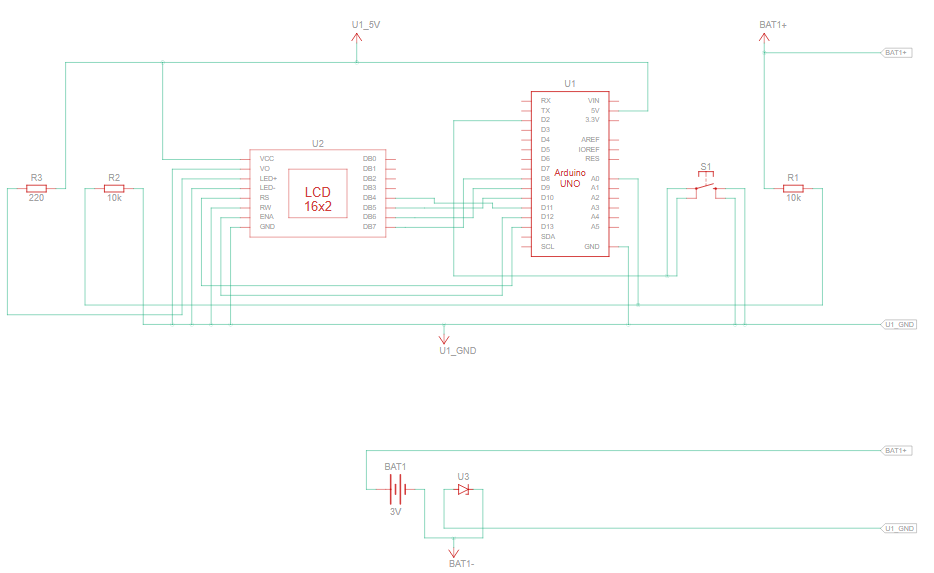 U1_5V
BAT1+
BAT1+
U1
RX
VIN
TX
5V
D2
3.3V
D3
D4
AREF
D5
IOREF
D6
RES
D7
Arduino
UNO
D8
A0
D9
A1
D10
A2
D11
A3
D12
A4
D13
A5
SDA
SCL
GND
U2
VCC
DB0
VO
DB1
LED+
DB2
LED-
DB3
RS
DB4
RW
DB5
ENA
DB6
GND
DB7
LCD
16x2
R3
220
R2
10k
S1
R1
10k
U1_GND
U1_GND
BAT1+
BAT1
3V
U3
U1_GND
BAT1-